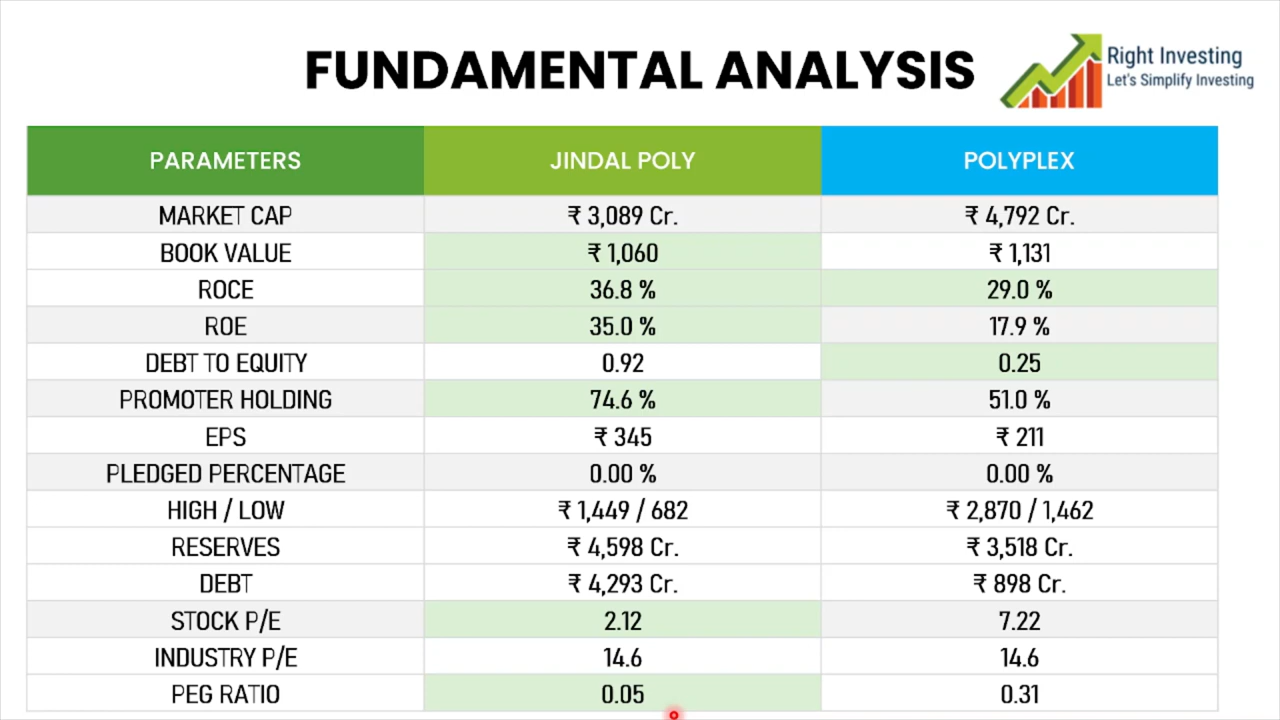 FUNDAMENTAL ANALYSIS
Right Investing
Let's Simplify Investing
PARAMETERS JINDAL POLY POLYPLEX
MARKET CAP ₹ 3,089 Cr. ₹ 4,792 Cr.
BOOK VALUE ₹ 1,060 ₹ 1,131
ROCE 36.8 % 29.0 %
ROE 35.0 % 17.9 %
DEBT TO EQUITY 0.92 0.25
PROMOTER HOLDING 74.6 % 51.0 %
EPS ₹ 345 ₹ 211
PLEDGED PERCENTAGE 0.00 % 0.00 %
HIGH / LOW ₹ 1,449 / 682 ₹ 2,870 / 1,462
RESERVES ₹ 4,598 Cr. ₹ 3,518 Cr.
DEBT ₹ 4,293 Cr. ₹ 898 Cr.
STOCK P/E 2.12 7.22
INDUSTRY P/E 14.6 14.6
PEG RATIO 0.05 0.31